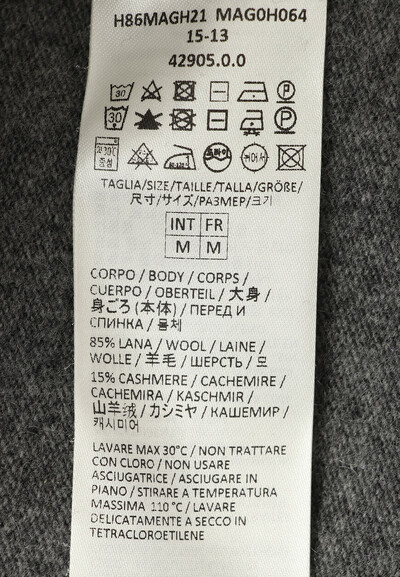 H86MAGH21 MAG0H064
15-13
42905.0.0
30
30
TAGLIA/SIZE/TAILLE/TALLA/GRÖßE/
尺寸/サイズ/РАЗМЕР/크기
INT FR
M M
CORPO / BODY / CORPS /
CUERPO / OBERTEIL / 大身 /
身ごろ (本体) / ПЕРЕД И
СПИНКА / 몸체
85% LANA / WOOL / LAINE /
WOLLE / 羊毛 / ШЕРСТЬ / 모
15% CASHMERE / CACHEMIRE /
CACHEMIRA / KASCHMIR /
山羊绒 / カシミヤ / КАШЕМИР /
캐시미어
LAVARE MAX 30°C / NON TRATTARE
CON CLORO / NON USARE
ASCIUGATRICE / ASCIUGARE IN
PIANO / STIRARE A TEMPERATURA
MASSIMA 110°C / LAVARE
DELICATAMENTE A SECCO IN
TETRACLOROETILENE